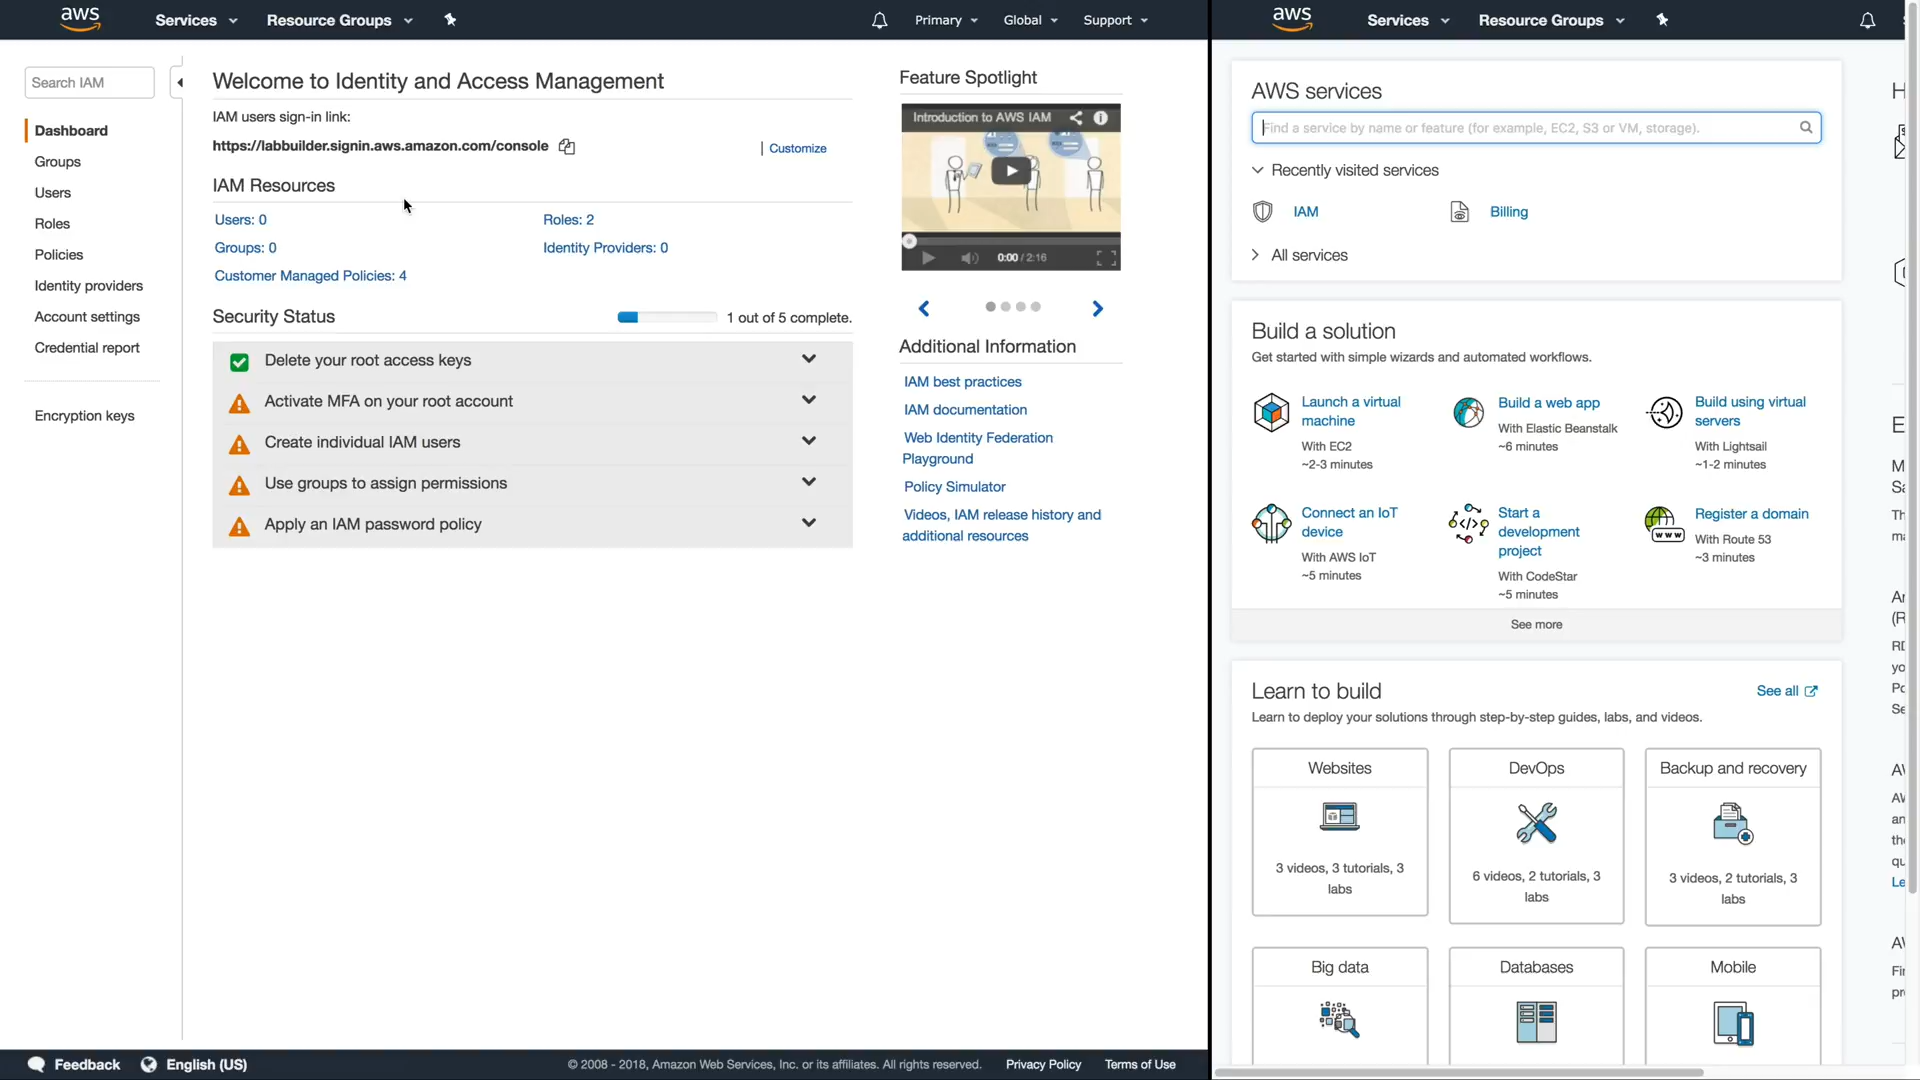 aws
Services
Resource Groups
Primary
Global
Support
Search IAM
Dashboard
Groups
Users
Roles
Policies
Identity providers
Account settings
Credential report
Encryption keys
Welcome to Identity and Access Management
IAM users sign-in link:
https://labbuilder.signin.aws.amazon.com/console
Customize
IAM Resources
Users: 0
Roles: 2
Groups: 0
Identity Providers: 0
Customer Managed Policies: 4
Security Status
1 out of 5 complete.
Delete your root access keys
Activate MFA on your root account
Create individual IAM users
Use groups to assign permissions
Apply an IAM password policy
Feature Spotlight
Introduction to AWS IAM
0:00 / 2:16
Additional Information
IAM best practices
IAM documentation
Web Identity Federation
Playground
Policy Simulator
Videos, IAM release history and
additional resources
Feedback
English (US)
© 2008 - 2018, Amazon Web Services, Inc. or its affiliates. All rights reserved.
Privacy Policy
Terms of Use
aws
Services
Resource Groups
AWS services
Find a service by name or feature (for example, EC2, S3 or VM, storage).
Recently visited services
IAM
Billing
All services
Build a solution
Get started with simple wizards and automated workflows.
Launch a virtual
machine
With EC2
~2-3 minutes
Build a web app
With Elastic Beanstalk
~6 minutes
Build using virtual
servers
With Lightsail
~1-2 minutes
Connect an IoT
device
With AWS IoT
~5 minutes
Start a
development
project
With CodeStar
~5 minutes
Register a domain
With Route 53
~3 minutes
See more
Learn to build
See all
Learn to deploy your solutions through step-by-step guides, labs, and videos.
Websites
3 videos, 3 tutorials, 3
labs
DevOps
6 videos, 2 tutorials, 3
labs
Backup and recovery
3 videos, 2 tutorials, 3
labs
Big data
Databases
Mobile